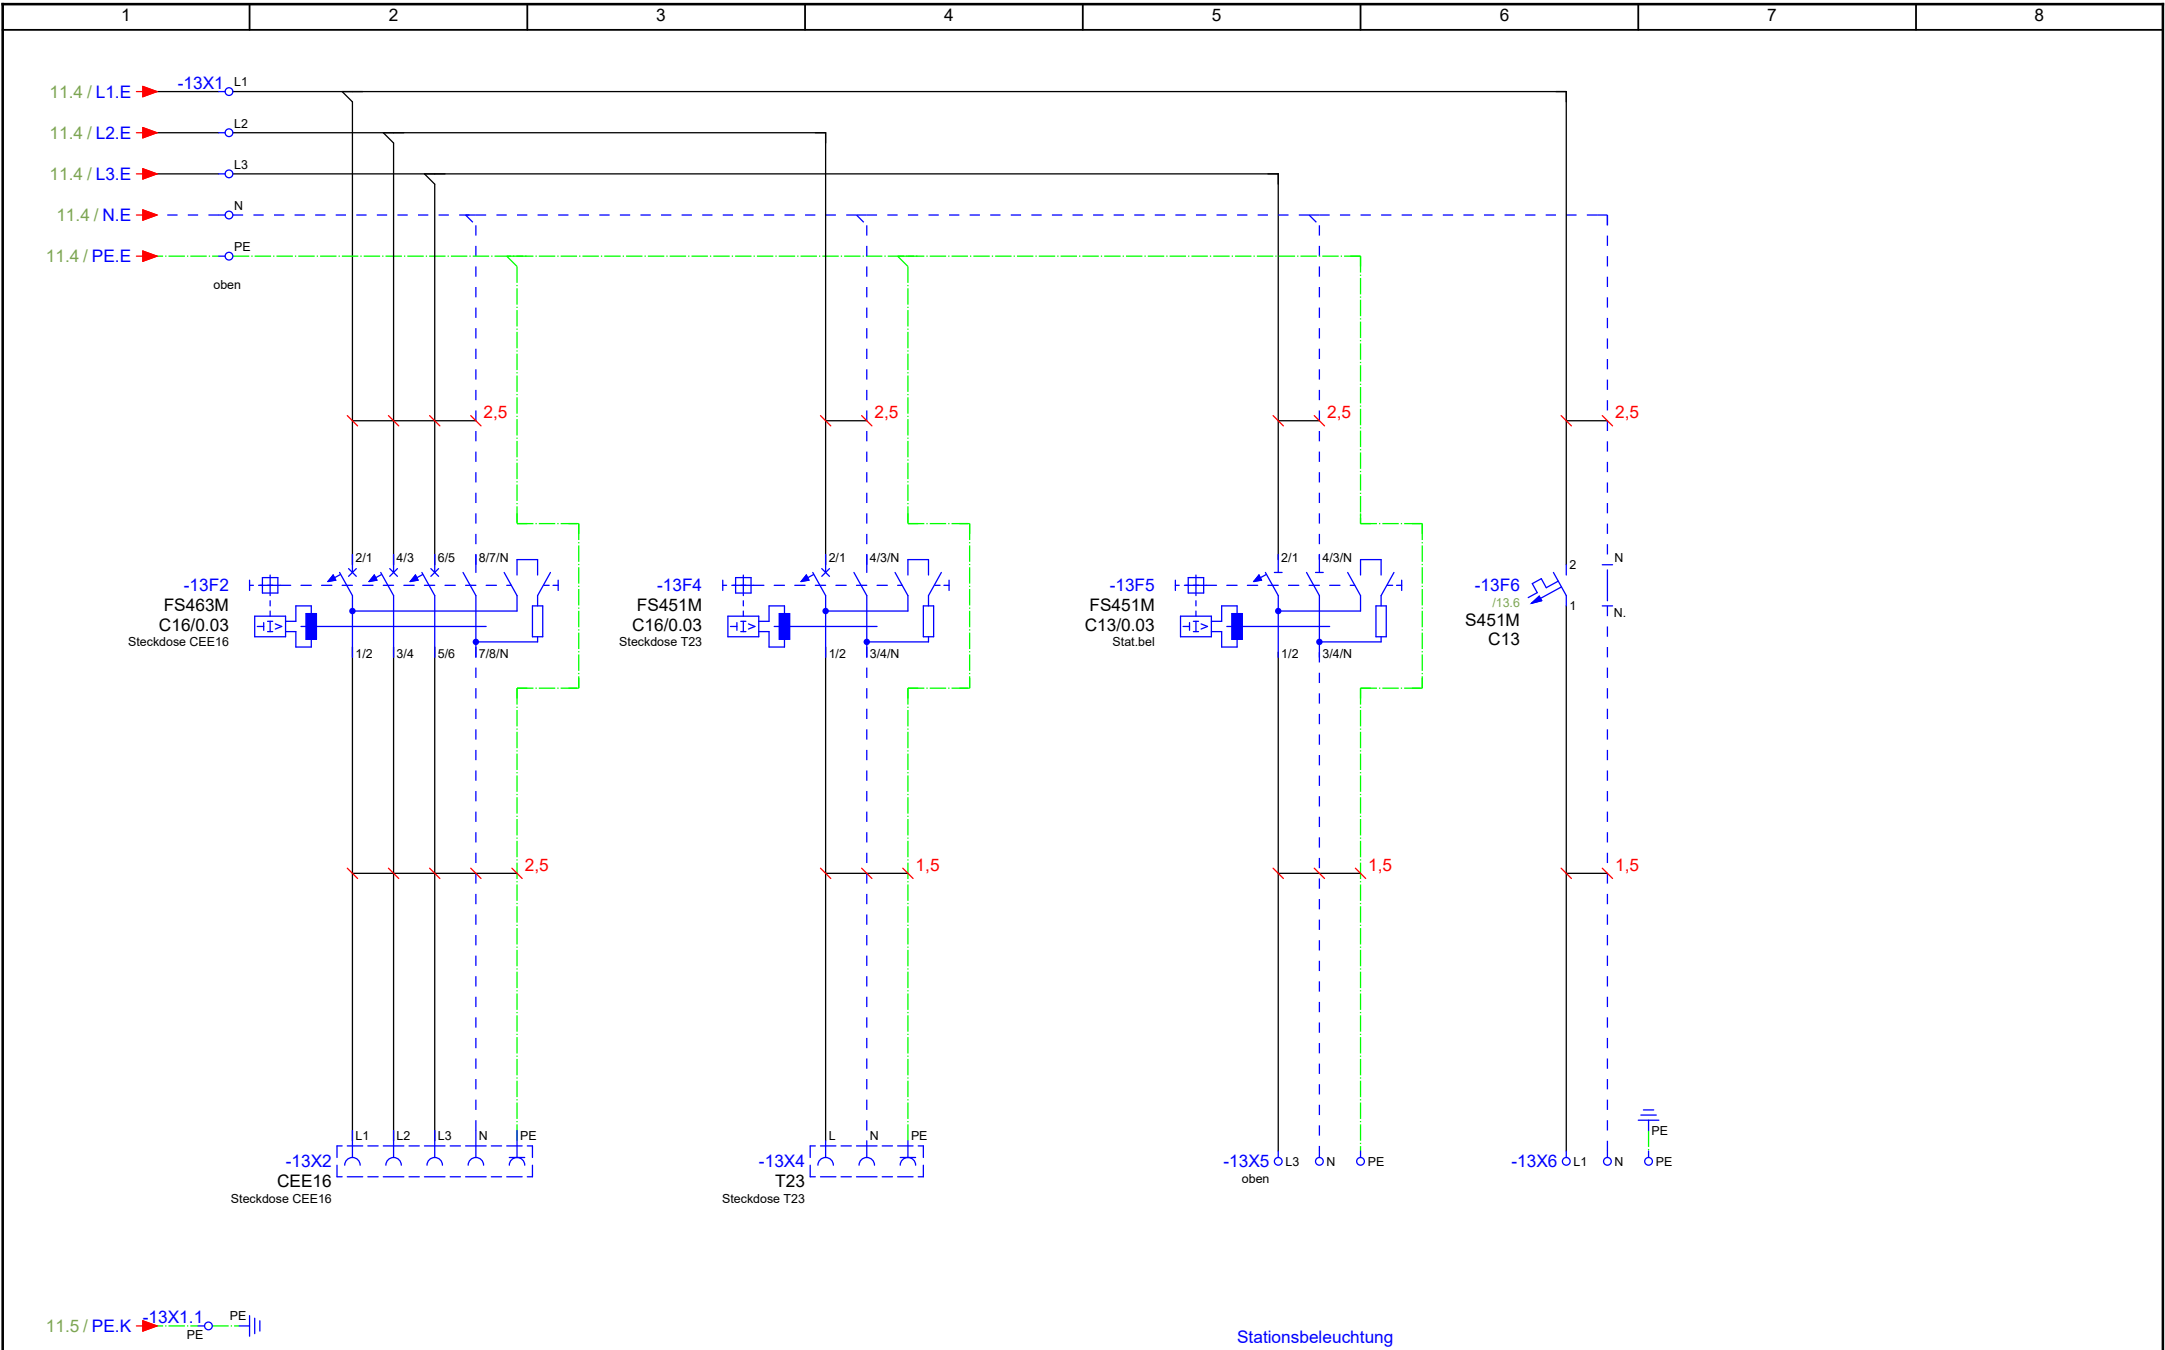 1 2 3 4 5 6 7 8
11.4 / L1.E -13X1 L1
11.4 / L2.E L2
11.4 / L3.E L3
11.4 / N.E N
11.4 / PE.E PE
oben
2,5 2,5 2,5 2,5
2/1 4/3 6/5 8/7/N 2/1 4/3/N 2/1 4/3/N 2 N
-13F2
FS463M
C16/0.03
Steckdose CEE16
-I>
1/2 3/4 5/6 7/8/N
-13F4
FS451M
C16/0.03
Steckdose T23
-I>
1/2 3/4/N
-13F5
FS451M
C13/0.03
Stat.bel
-I>
1/2 3/4/N
-13F6
/13.6
S451M
C13
1 N.
2,5 1,5 1,5 1,5
L1 L2 L3 N PE
-13X2
CEE16
Steckdose CEE16
L N PE
-13X4
T23
Steckdose T23
-13X5 L3 N PE
oben
PE
-13X6 L1 N PE
11.5 / PE.K -13X1.1 PE
PE
Stationsbeleuchtung